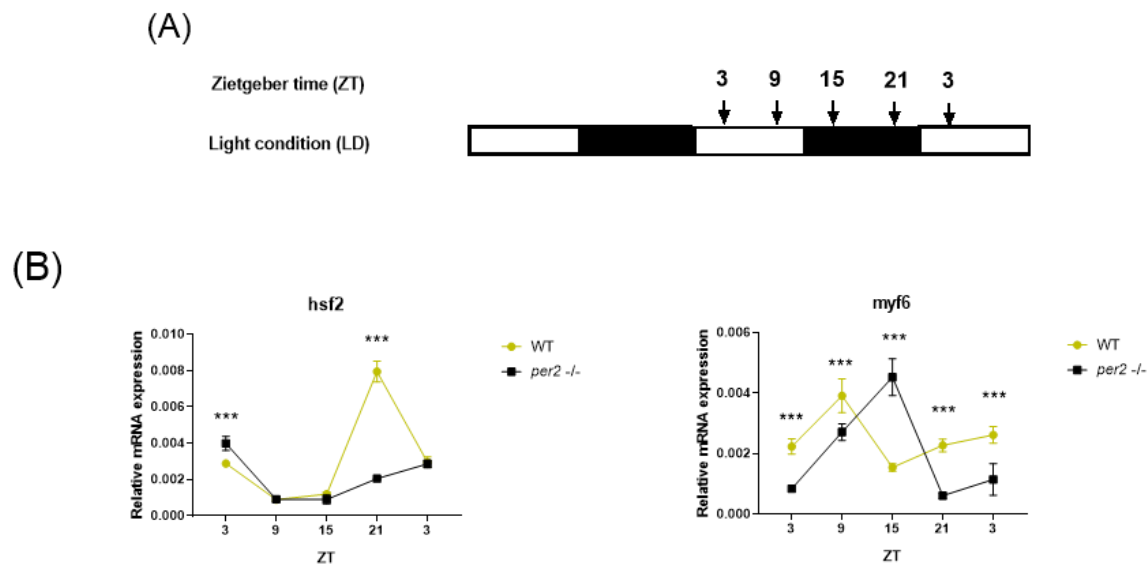 (A)
Zietgeber time (ZT)
3 9 15 21 3
Light condition (LD)
(B)
hsf2
Relative mRNA expression
0.010
0.008
0.006
0.004
0.002
0.000
***
***
3 9 15 21 3
ZT
WT
per2 -/-
myf6
Relative mRNA expression
0.006
0.004
0.002
0.000
***
***
***
***
***
3 9 15 21 3
ZT
WT
per2 -/-